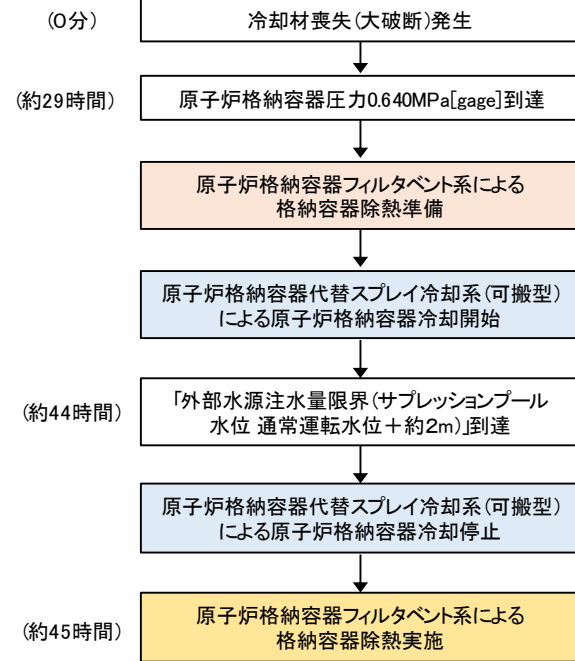 (0分)
冷却材喪失(大破断)発生
(約29時間)
原子炉格納容器圧力0.640MPa[gage]到達
原子炉格納容器フィルタベント系による
格納容器除熱準備
原子炉格納容器代替スプレイ冷却系(可搬型)
による原子炉格納容器冷却開始
(約44時間)
「外部水源注水量限界(サプレッションプール
水位 通常運転水位+約2m)」到達
原子炉格納容器代替スプレイ冷却系(可搬型)
による原子炉格納容器冷却停止
(約45時間)
原子炉格納容器フィルタベント系による
格納容器除熱実施